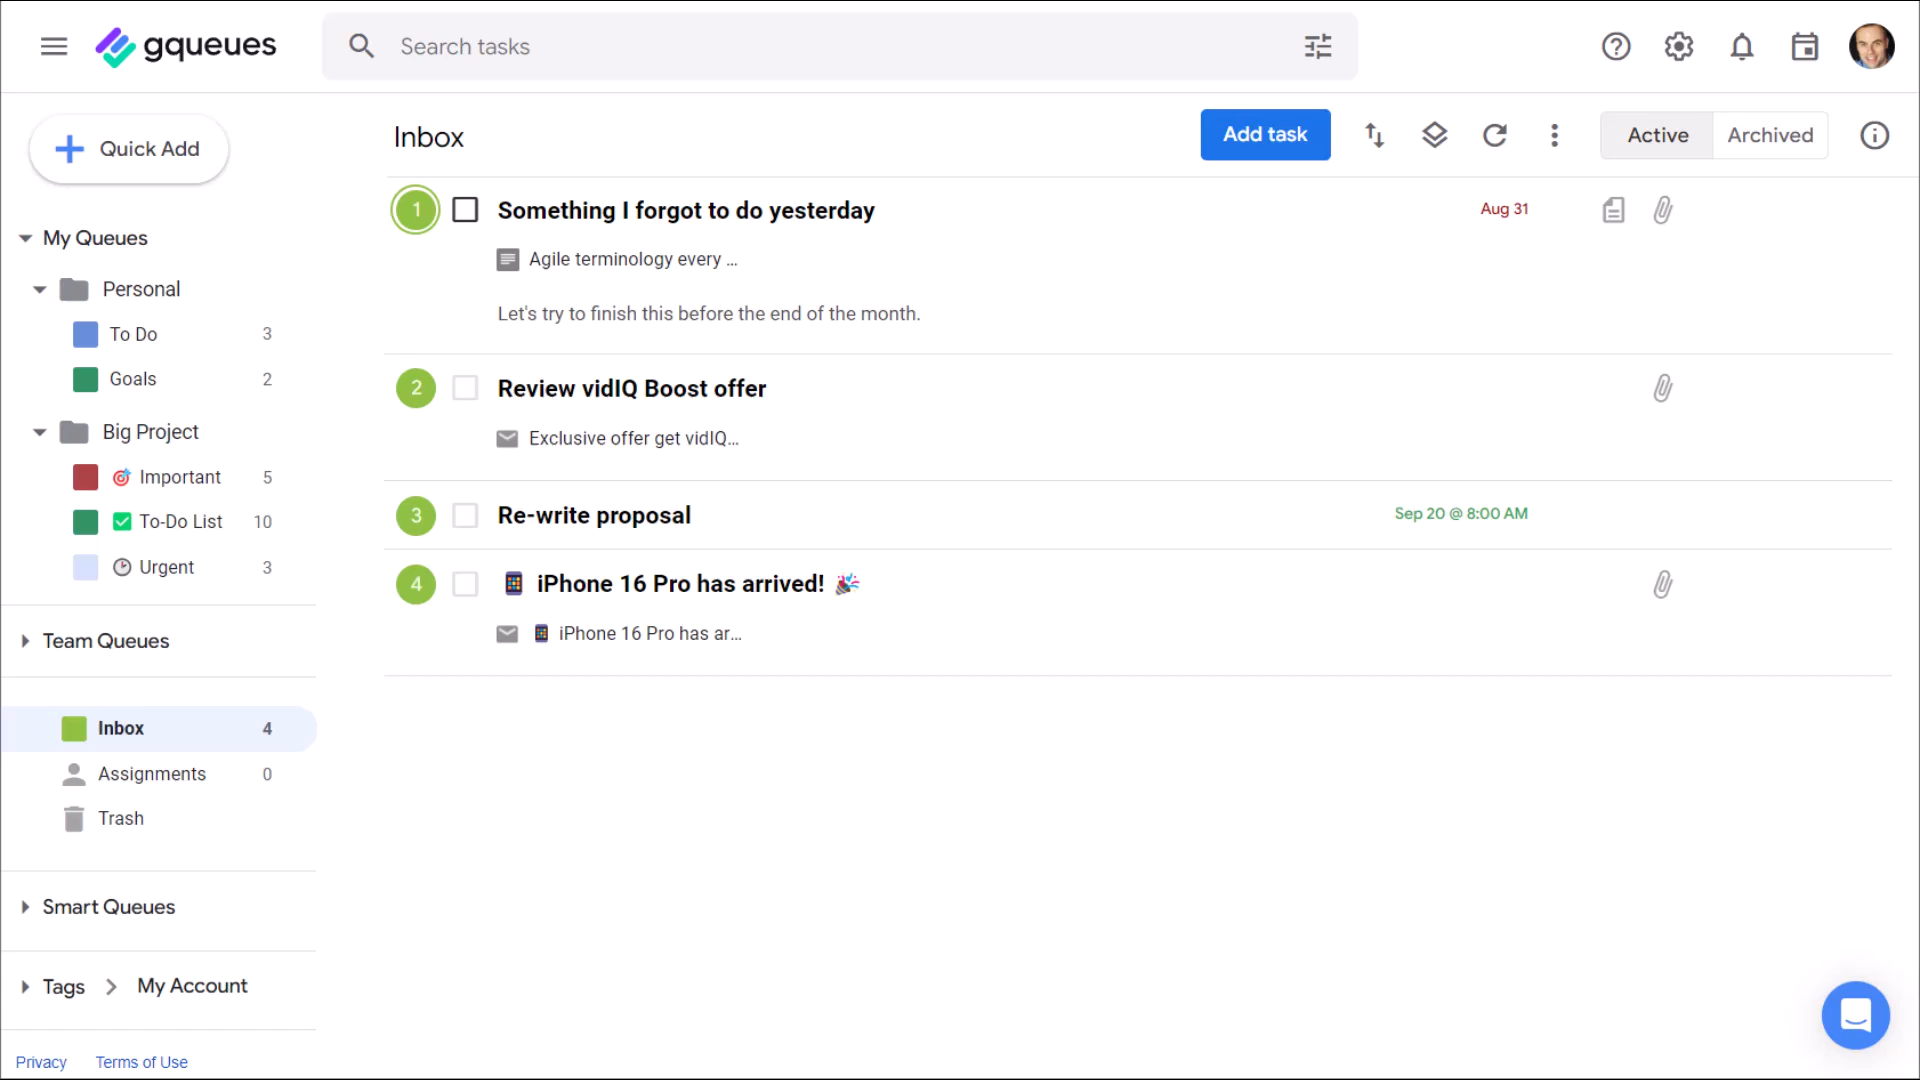 gqueues
Search tasks
Quick Add
My Queues
Personal
To Do 3
Goals 2
Big Project
🎯 Important 5
✅ To-Do List 10
🕑 Urgent 3
Team Queues
Inbox 4
Assignments 0
Trash
Smart Queues
Tags
My Account
Privacy Terms of Use
Inbox
Add task
Active Archived
1 Something I forgot to do yesterday Aug 31
Agile terminology every ...
Let's try to finish this before the end of the month.
2 Review vidIQ Boost offer
Exclusive offer get vidIQ...
3 Re-write proposal Sep 20 @ 8:00 AM
4 📱 iPhone 16 Pro has arrived! 🎉
📱 iPhone 16 Pro has ar...